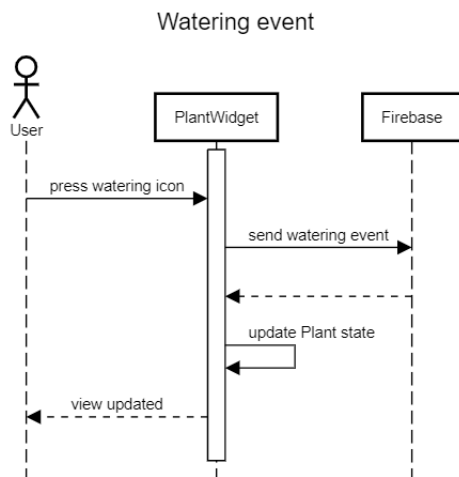 Watering event
User
PlantWidget
Firebase
press watering icon
send watering event
update Plant state
view updated